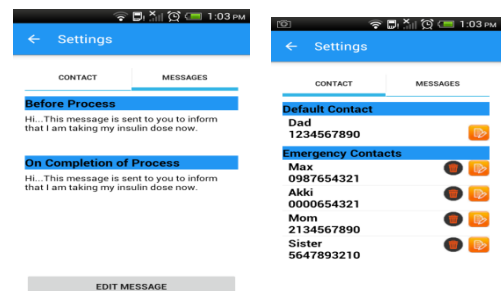 1:03 PM
Settings
CONTACT MESSAGES
Before Process
Hi...This message is sent to you to inform
that I am taking my insulin dose now.
On Completion of Process
Hi...This message is sent to you to inform
that I am taking my insulin dose now.
EDIT MESSAGE
1:03 PM
Settings
CONTACT MESSAGES
Default Contact
Dad
1234567890
Emergency Contacts
Max
0987654321
Akki
0000654321
Mom
2134567890
Sister
5647893210